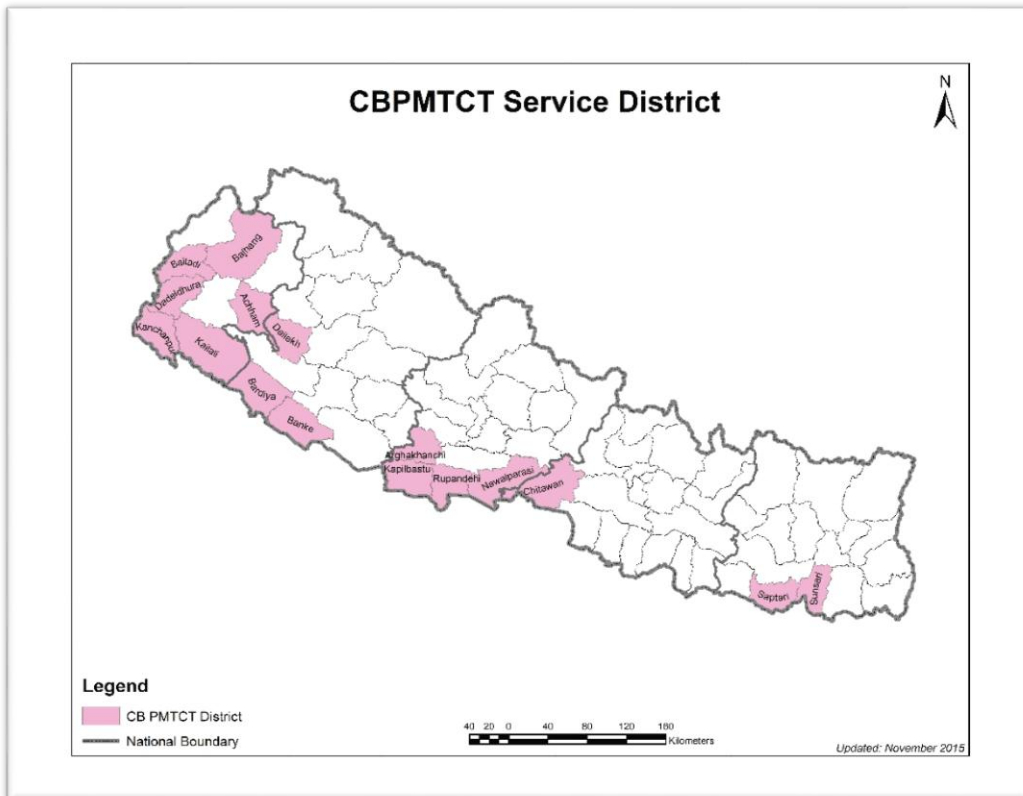 CBPMTCT Service District
N
Bajhang
Baitadi
Dadeldhura
Achham
Kanchanpur
Kailali
Dailekh
Bardiya
Banke
Arghakhanchi
Kapilbastu
Rupandehi
Nawalparasi
Chitawan
Saptari
Sunsari
Legend
CB PMTCT District
National Boundary
40 20 0 40 80 120 160
Kilometers
Updated: November 2015